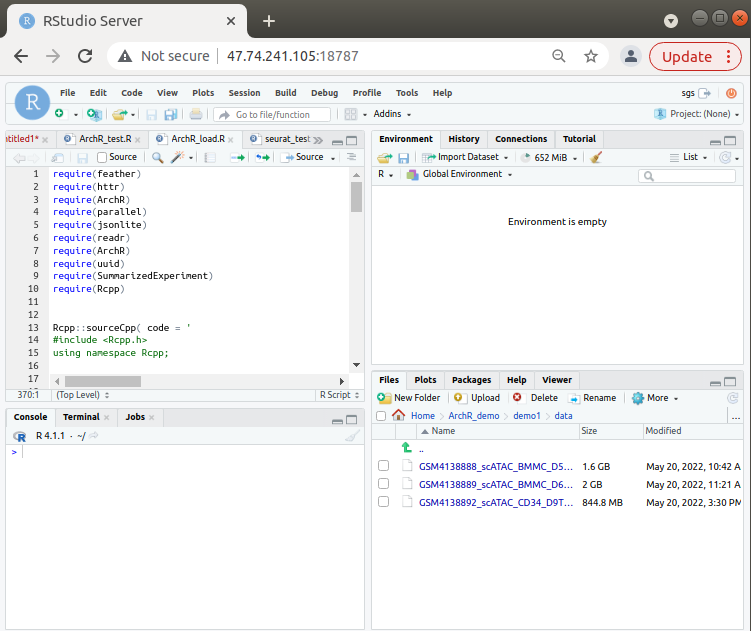 R RStudio Server
Not secure 47.74.241.105:18787 Update
File Edit Code View Plots Session Build Debug Profile Tools Help sgs
R Go to file/function Addins Project: (None)
ntitled1* ArchR_test.R ArchR_load.R seurat_test
Source Source
1 require(feather)
2 require(httr)
3 require(ArchR)
4 require(parallel)
5 require(jsonlite)
6 require(readr)
7 require(ArchR)
8 require(uuid)
9 require(SummarizedExperiment)
10 require(Rcpp)
11
12
13 Rcpp::sourceCpp( code = '
14 #include <Rcpp.h>
15 using namespace Rcpp;
16
17
370:1 (Top Level) R Script
Console Terminal Jobs
R 4.1.1 · ~/
>
Environment History Connections Tutorial
Import Dataset 652 MiB List
R Global Environment
Environment is empty
Files Plots Packages Help Viewer
New Folder Upload Delete Rename More
Home ArchR_demo demo1 data ...
Name Size Modified
..
GSM4138888_scATAC_BMMC_D5... 1.6 GB May 20, 2022, 10:42 A
GSM4138889_scATAC_BMMC_D6... 2 GB May 20, 2022, 11:21 A
GSM4138892_scATAC_CD34_D9T... 844.8 MB May 20, 2022, 3:30 PM